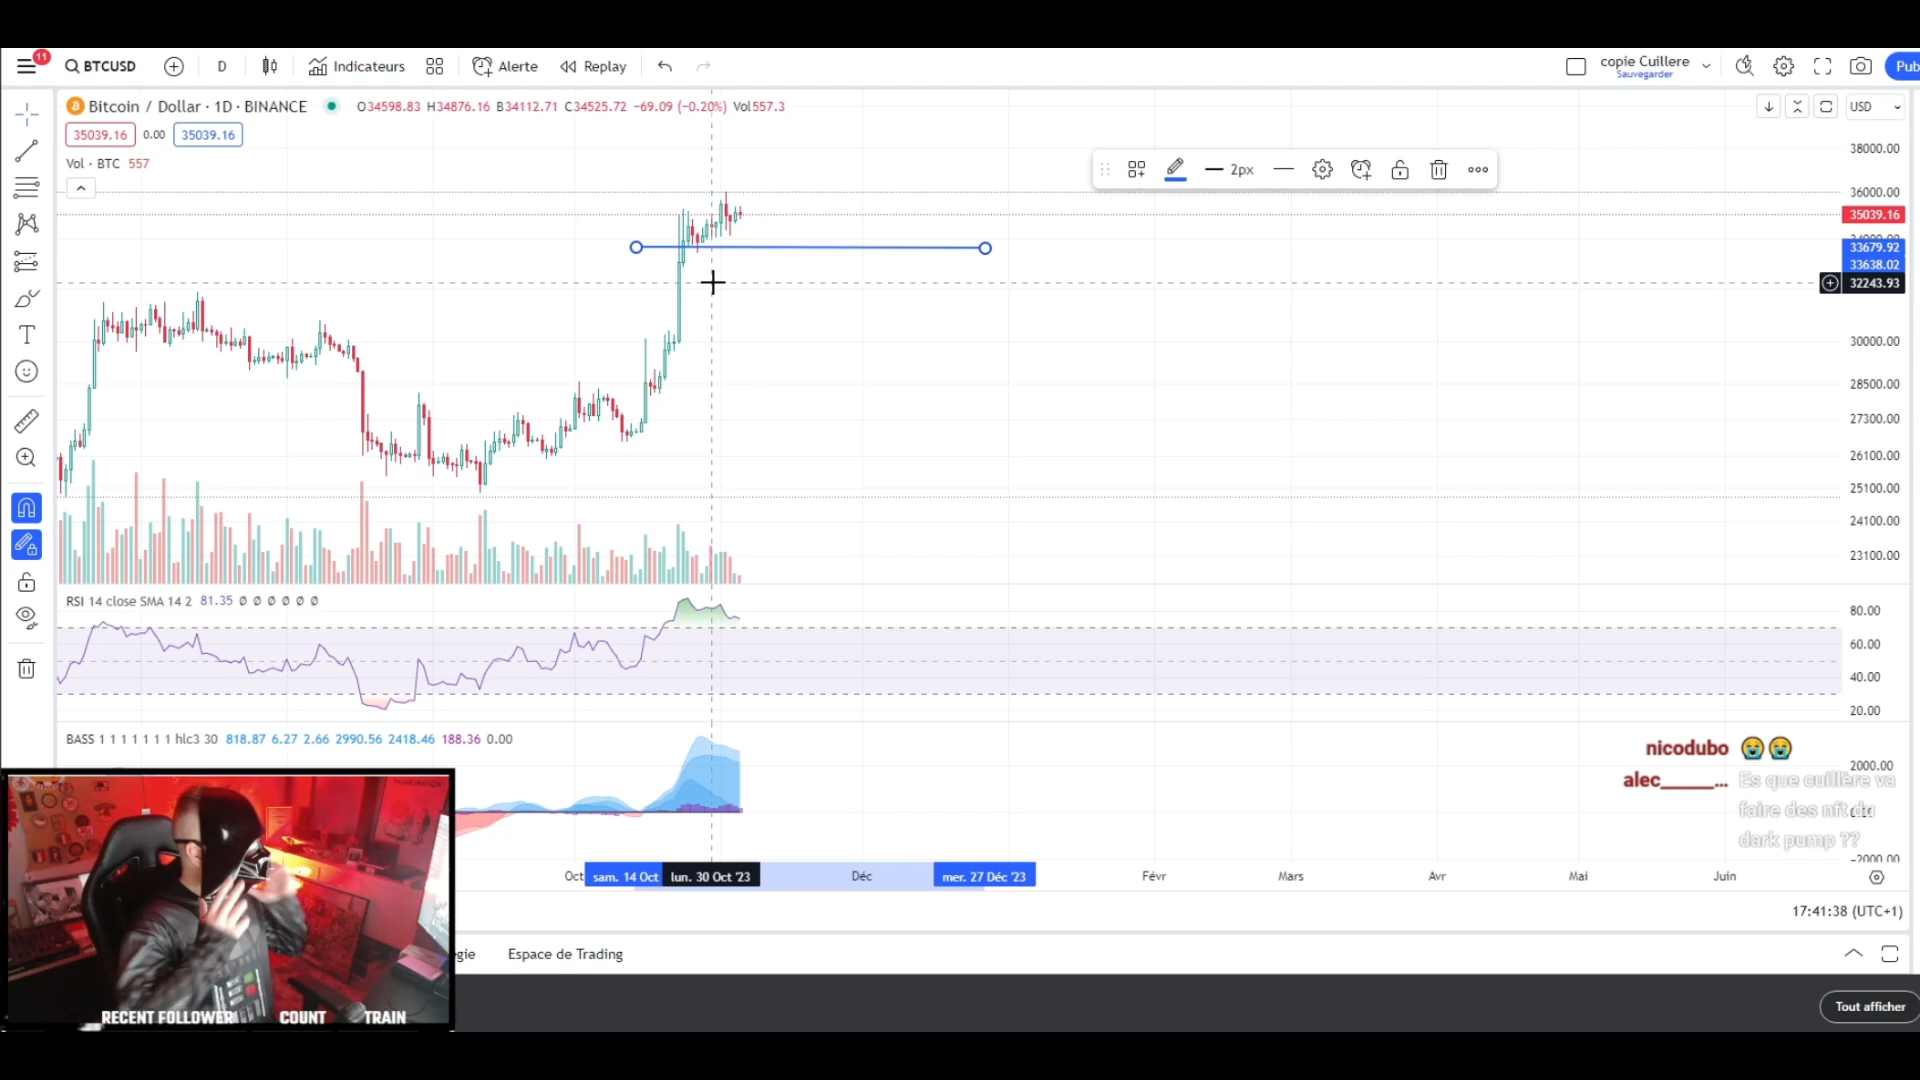 11
BTCUSD
D
Indicateurs
Alerte
Replay
copie Cuillere
Sauvegarder
Pub
Bitcoin / Dollar · 1D · BINANCE
O34598.83 H34876.16 B34112.71 C34525.72 −69.09 (−0.20%) Vol557.3
USD
35039.16 0.00 35039.16
Vol · BTC 557
2px
38000.00
36000.00
35039.16
33679.92
33638.02
32243.93
30000.00
28500.00
27300.00
26100.00
25100.00
24100.00
23100.00
RSI 14 close SMA 14 2 81.35 Ø Ø Ø Ø Ø Ø
80.00
60.00
40.00
20.00
BASS 1 1 1 1 1 1 1 hlc3 30 818.87 6.27 2.66 2990.56 2418.46 188.36 0.00
nicodubo 😭😭
2000.00
alec______... Es que cuillère va
faire des nft du
dark pump ??
−2000.00
Oct
sam. 14 Oct
lun. 30 Oct '23
Déc
mer. 27 Déc '23
Févr
Mars
Avr
Mai
Juin
17:41:38 (UTC+1)
gie
Espace de Trading
RECENT FOLLOWER
COUNT
TRAIN
Tout afficher